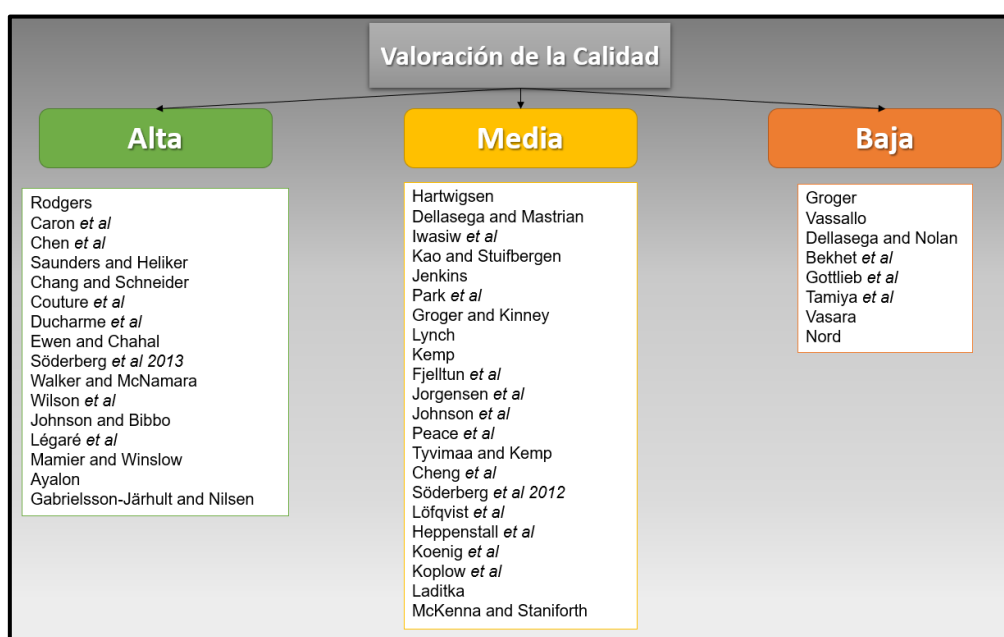 Valoración de la Calidad
Alta
Rodgers
Caron et al
Chen et al
Saunders and Heliker
Chang and Schneider
Couture et al
Ducharme et al
Ewen and Chahal
Söderberg et al 2013
Walker and McNamara
Wilson et al
Johnson and Bibbo
Légaré et al
Mamier and Winslow
Ayalon
Gabrielsson-Järhult and Nilsen
Media
Hartwigsen
Dellasega and Mastrian
Iwasiw et al
Kao and Stuifbergen
Jenkins
Park et al
Groger and Kinney
Lynch
Kemp
Fjelltun et al
Jorgensen et al
Johnson et al
Peace et al
Tyvimaa and Kemp
Cheng et al
Söderberg et al 2012
Löfqvist et al
Heppenstall et al
Koenig et al
Koplow et al
Laditka
McKenna and Staniforth
Baja
Groger
Vassallo
Dellasega and Nolan
Bekhet et al
Gottlieb et al
Tamiya et al
Vasara
Nord